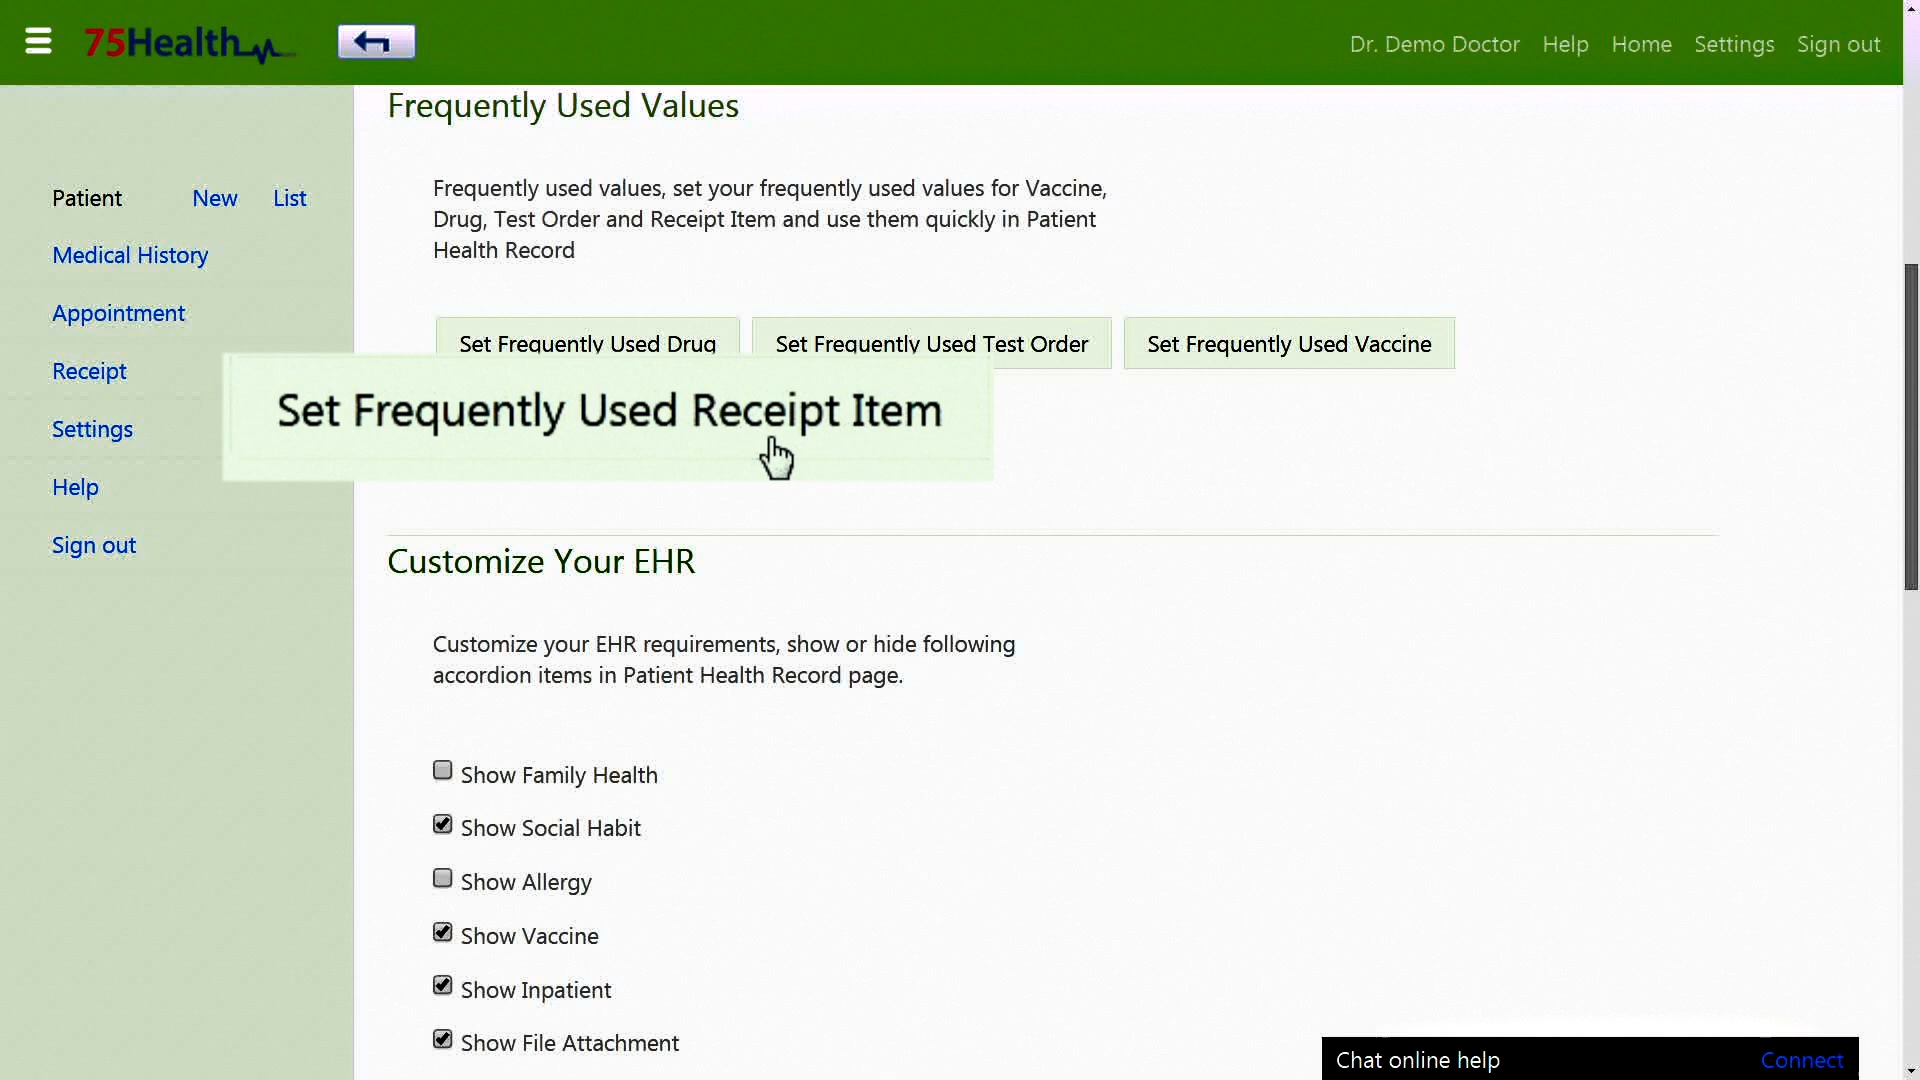 75Health
Dr. Demo Doctor Help Home Settings Sign out
Frequently Used Values
Patient New List
Medical History
Appointment
Receipt
Settings
Help
Sign out
Frequently used values, set your frequently used values for Vaccine,
Drug, Test Order and Receipt Item and use them quickly in Patient
Health Record
Set Frequently Used Drug Set Frequently Used Test Order Set Frequently Used Vaccine
Set Frequently Used Receipt Item
Customize Your EHR
Customize your EHR requirements, show or hide following
accordion items in Patient Health Record page.
Show Family Health
Show Social Habit
Show Allergy
Show Vaccine
Show Inpatient
Show File Attachment
Chat online help Connect